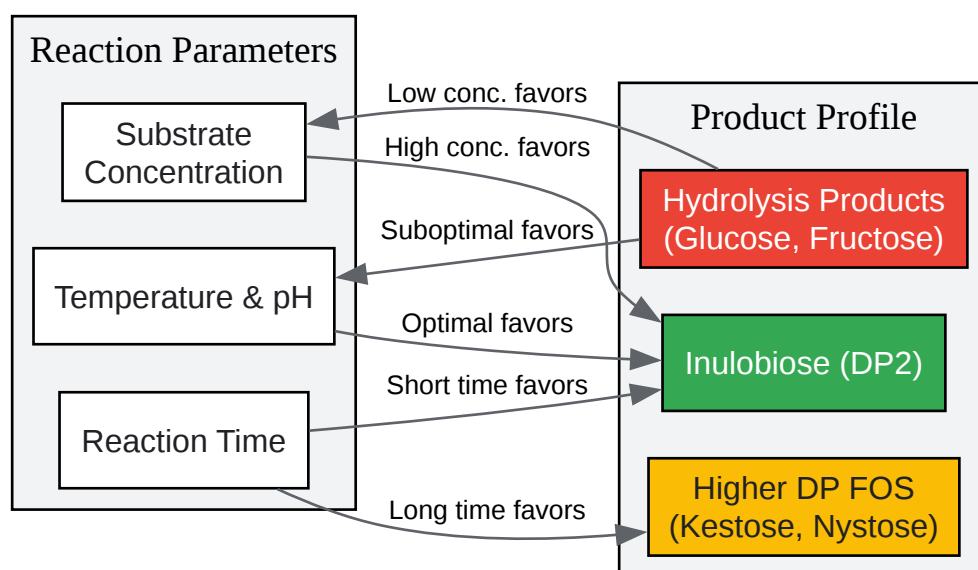 Reaction Parameters
Substrate
Concentration
Temperature & pH
Reaction Time
Low conc. favors
High conc. favors
Suboptimal favors
Optimal favors
Short time favors
Long time favors
Product Profile
Hydrolysis Products
(Glucose, Fructose)
Inulobiose (DP2)
Higher DP FOS
(Kestose, Nystose)